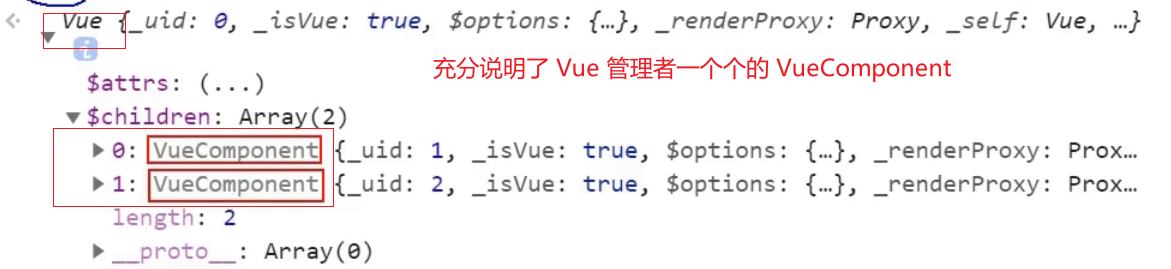 Vue {_uid: 0, _isVue: true, $options: {…}, _renderProxy: Proxy, _self: Vue, …}
i
充分说明了 Vue 管理者一个个的 VueComponent
$attrs: (...)
$children: Array(2)
0: VueComponent {_uid: 1, _isVue: true, $options: {…}, _renderProxy: Prox…
1: VueComponent {_uid: 2, _isVue: true, $options: {…}, _renderProxy: Prox…
length: 2
__proto__: Array(0)